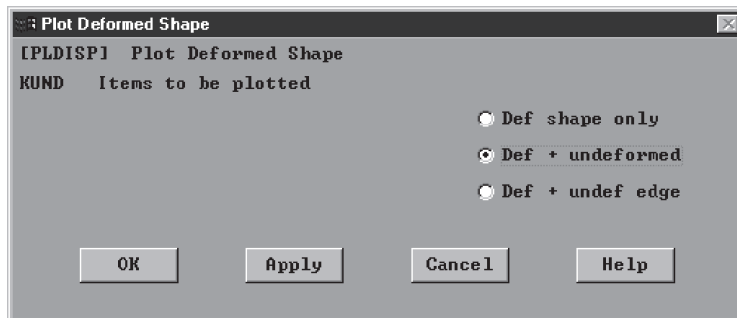 Plot Deformed Shape
[PLDISP] Plot Deformed Shape
KUND Items to be plotted
Def shape only
Def + undeformed
Def + undef edge
OK Apply Cancel Help